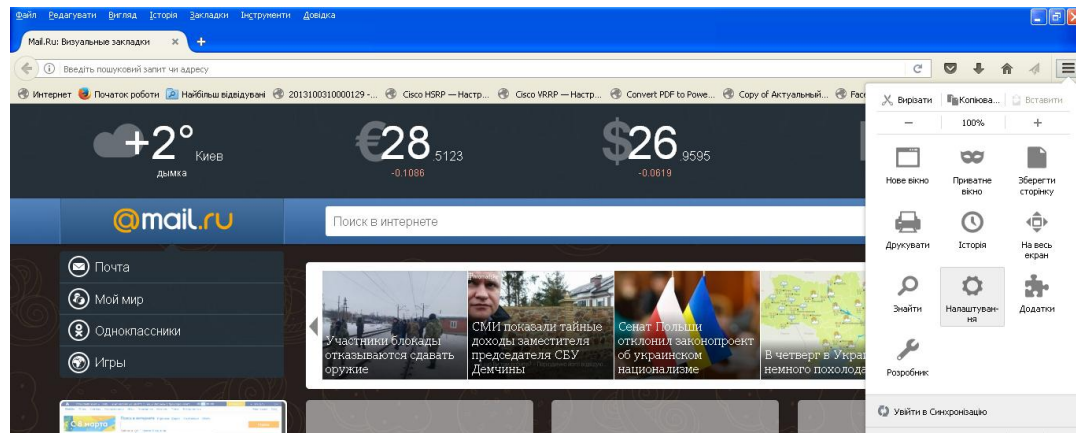 Файл Редагувати Вигляд Історія Закладки Інструменти Довідка
Mail.Ru: Визуальные закладки
Введіть пошуковий запит чи адресу
Интернет Початок роботи Найбільш відвідувані 2013100310000129 -... Cisco HSRP — Настр... Cisco VRRP — Настр... Convert PDF to Powe... Copy of Актуальный...
Вирізати Копіюва... Вставити
100%
Нове вікно Приватне вікно Зберегти сторінку
Друкувати Історія На весь екран
Знайти Налаштуван-ня Додатки
Розробник
Увійти в Синхронізацію
+2° Киев
дымка
€28.5123
-0.1086
$26.9595
-0.0619
@mail.ru
Поиск в интернете
Почта
Мой мир
Одноклассники
Игры
Участники блокады
отказываются сдавать
оружие
СМИ показали тайные
доходы заместителя
председателя СБУ
Демчины
Сенат Польши
отклонил законопроект
об украинском
национализме
В четверг в
немного